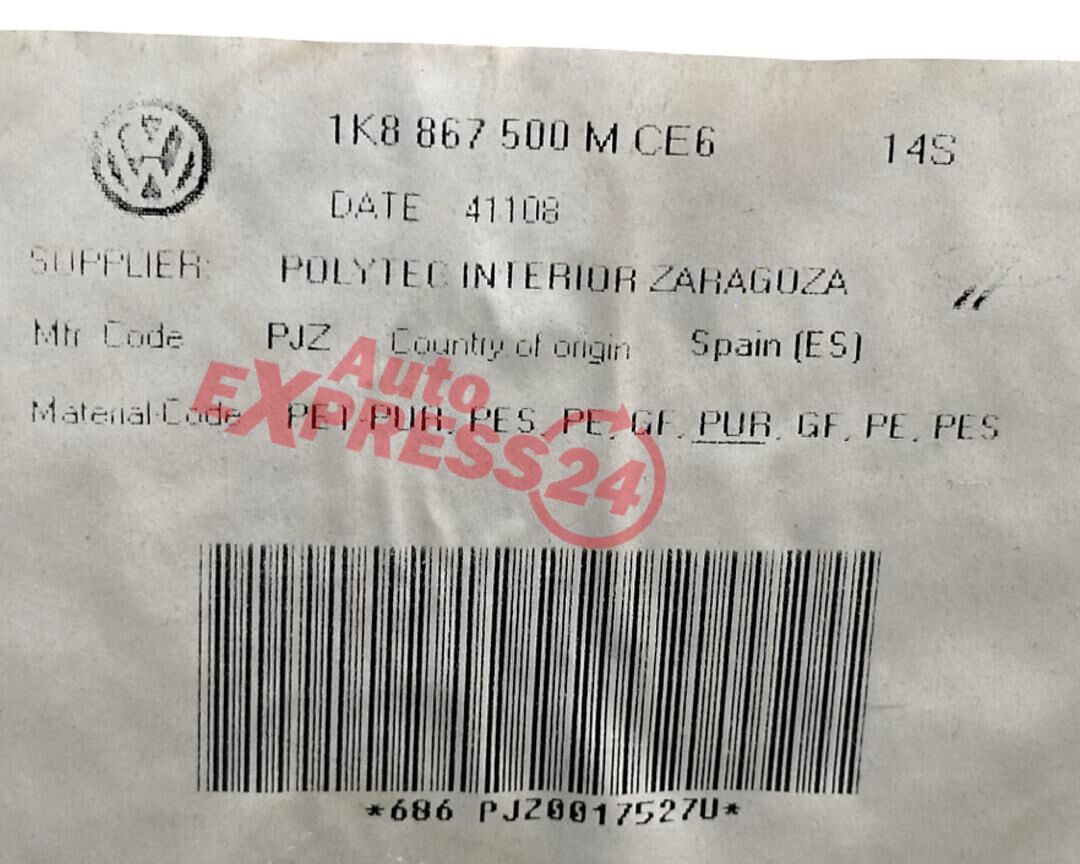 1K8 867 500 M CE6 14S
DATE 41108
SUPPLIER: POLYTEC INTERIOR ZARAGOZA
Mfr. Code PJZ Country of origin Spain (ES)
Material-Code PET-PUR, PES, PE, GF, PUR, GF, PE, PES
Auto
EXPRESS24
*686 PJZ0017527U*